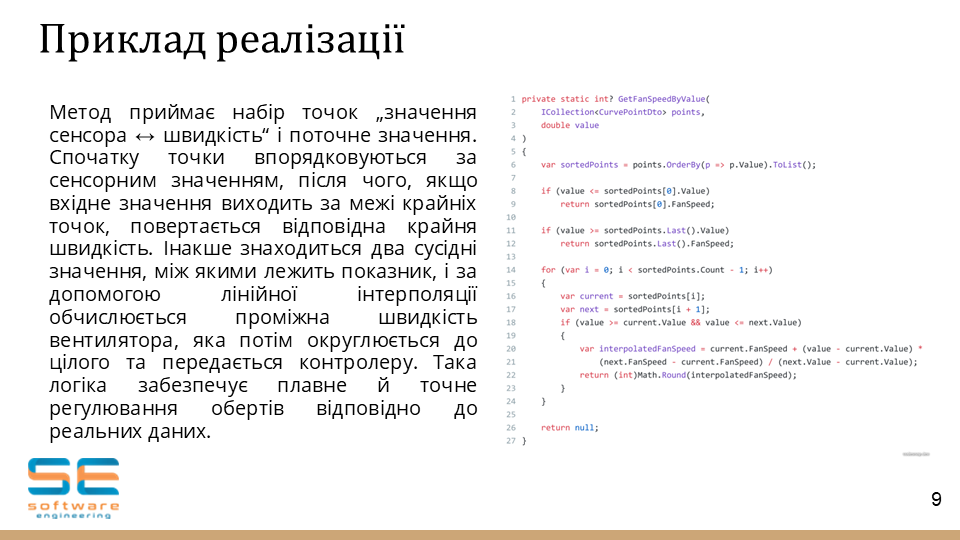 Приклад реалізації
Метод приймає набір точок „значення
сенсора ↔ швидкість“ і поточне значення.
Спочатку точки впорядковуються за
сенсорним значенням, після чого, якщо
вхідне значення виходить за межі крайніх
точок, повертається відповідна крайня
швидкість. Інакше знаходиться два сусідні
значення, між якими лежить показник, і за
допомогою лінійної інтерполяції
обчислюється проміжна швидкість
вентилятора, яка потім округлюється до
цілого та передається контролеру. Така
логіка забезпечує плавне й точне
регулювання обертів відповідно до
реальних даних.
1 private static int? GetFanSpeedByValue(
2 ICollection<CurvePointDto> points,
3 double value
4 )
5 {
6 var sortedPoints = points.OrderBy(p => p.Value).ToList();
7
8 if (value <= sortedPoints[0].Value)
9 return sortedPoints[0].FanSpeed;
10
11 if (value >= sortedPoints.Last().Value)
12 return sortedPoints.Last().FanSpeed;
13
14 for (var i = 0; i < sortedPoints.Count - 1; i++)
15 {
16 var current = sortedPoints[i];
17 var next = sortedPoints[i + 1];
18 if (value >= current.Value && value <= next.Value)
19 {
20 var interpolatedFanSpeed = current.FanSpeed + (value - current.Value) *
21 (next.FanSpeed - current.FanSpeed) / (next.Value - current.Value);
22 return (int)Math.Round(interpolatedFanSpeed);
23 }
24 }
25
26 return null;
27 }
SE
software
engineering
9